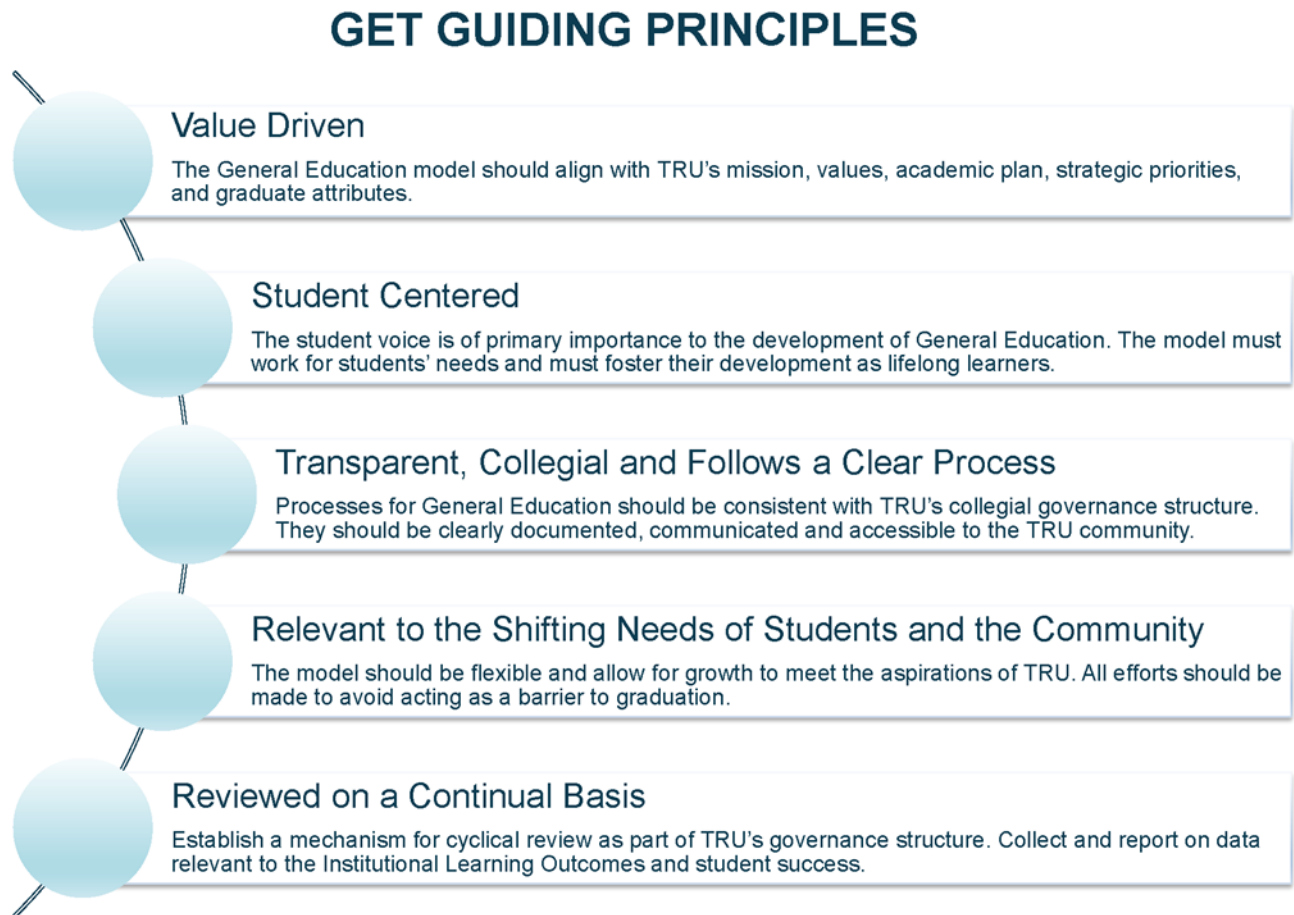 GET GUIDING PRINCIPLES
Value Driven
The General Education model should align with TRU's mission, values, academic plan, strategic priorities,
and graduate attributes.
Student Centered
The student voice is of primary importance to the development of General Education. The model must
work for students' needs and must foster their development as lifelong learners.
Transparent, Collegial and Follows a Clear Process
Processes for General Education should be consistent with TRU's collegial governance structure.
They should be clearly documented, communicated and accessible to the TRU community.
Relevant to the Shifting Needs of Students and the Community
The model should be flexible and allow for growth to meet the aspirations of TRU. All efforts should be
made to avoid acting as a barrier to graduation.
Reviewed on a Continual Basis
Establish a mechanism for cyclical review as part of TRU's governance structure. Collect and report on data
relevant to the Institutional Learning Outcomes and student success.